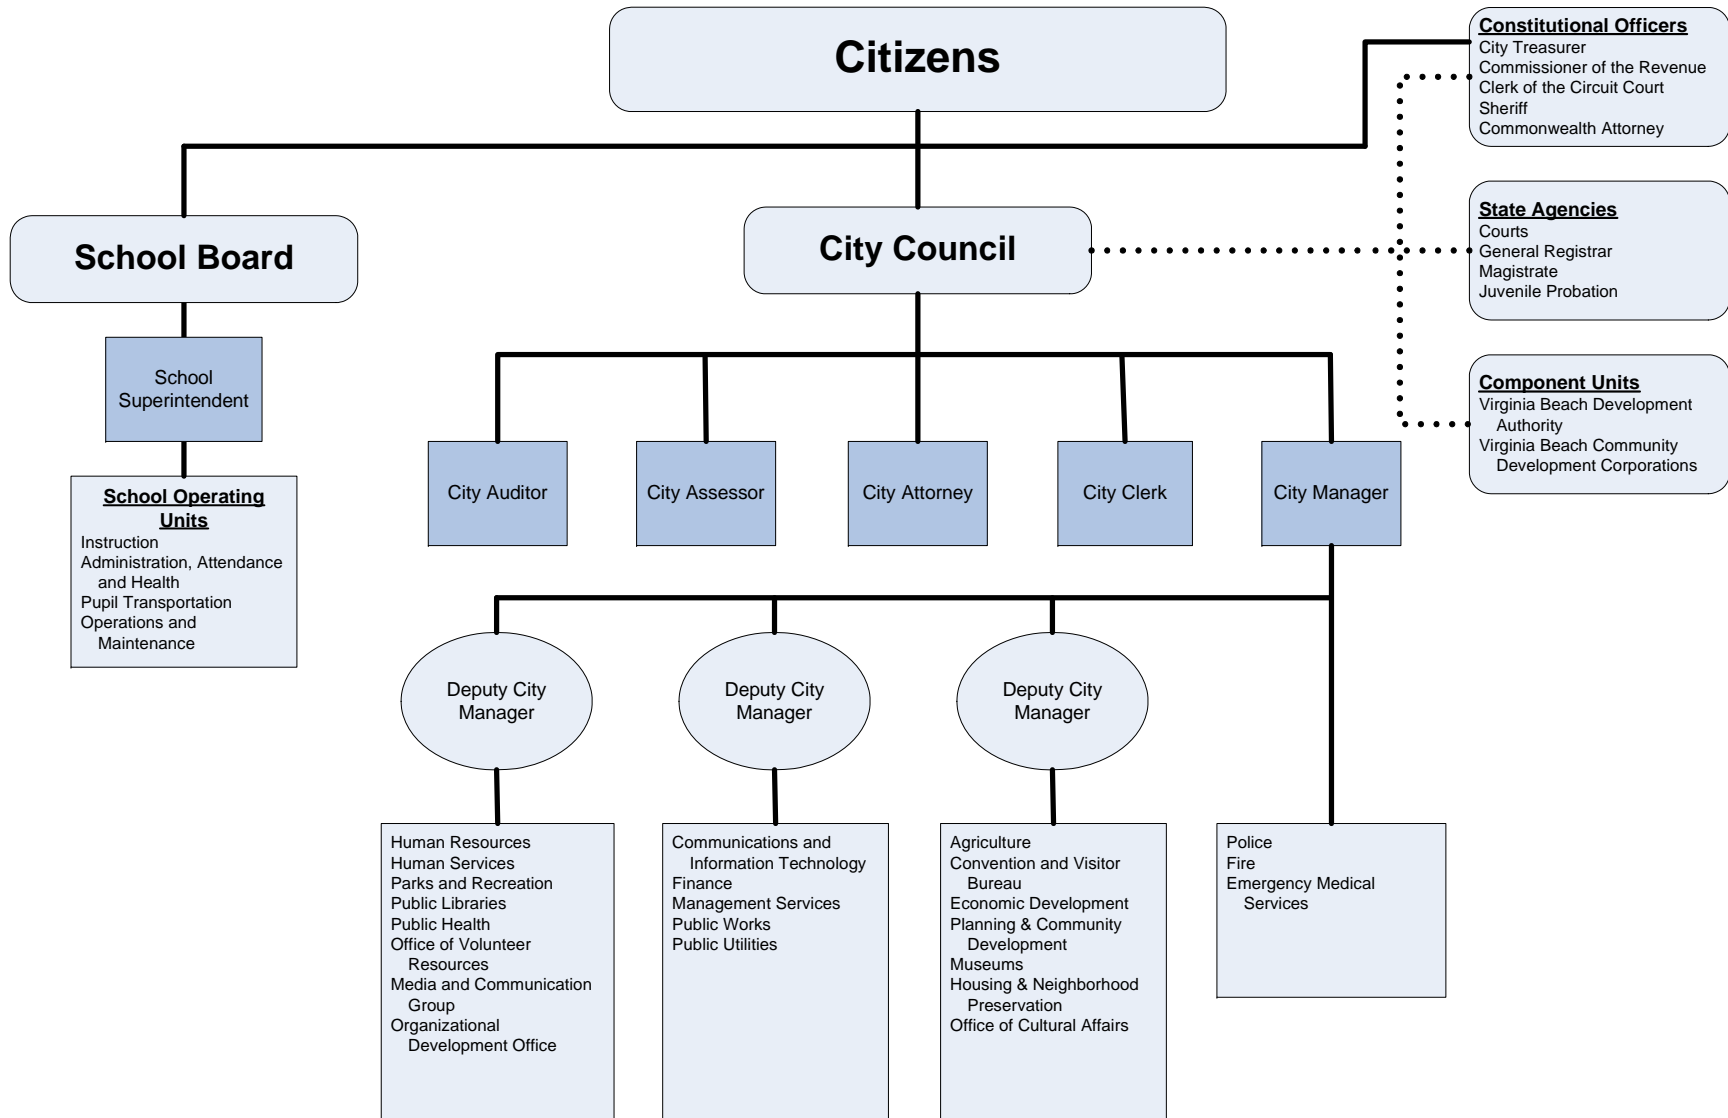 Citizens
Constitutional Officers
City Treasurer
Commissioner of the Revenue
Clerk of the Circuit Court
Sheriff
Commonwealth Attorney
School Board
City Council
State Agencies
Courts
General Registrar
Magistrate
Juvenile Probation
School
Superintendent
Component Units
Virginia Beach Development
Authority
Virginia Beach Community
Development Corporations
School Operating
Units
Instruction
Administration, Attendance
and Health
Pupil Transportation
Operations and
Maintenance
City Auditor
City Assessor
City Attorney
City Clerk
City Manager
Deputy City
Manager
Deputy City
Manager
Deputy City
Manager
Human Resources
Human Services
Parks and Recreation
Public Libraries
Public Health
Office of Volunteer
Resources
Media and Communication
Group
Organizational
Development Office
Communications and
Information Technology
Finance
Management Services
Public Works
Public Utilities
Agriculture
Convention and Visitor
Bureau
Economic Development
Planning & Community
Development
Museums
Housing & Neighborhood
Preservation
Office of Cultural Affairs
Police
Fire
Emergency Medical
Services